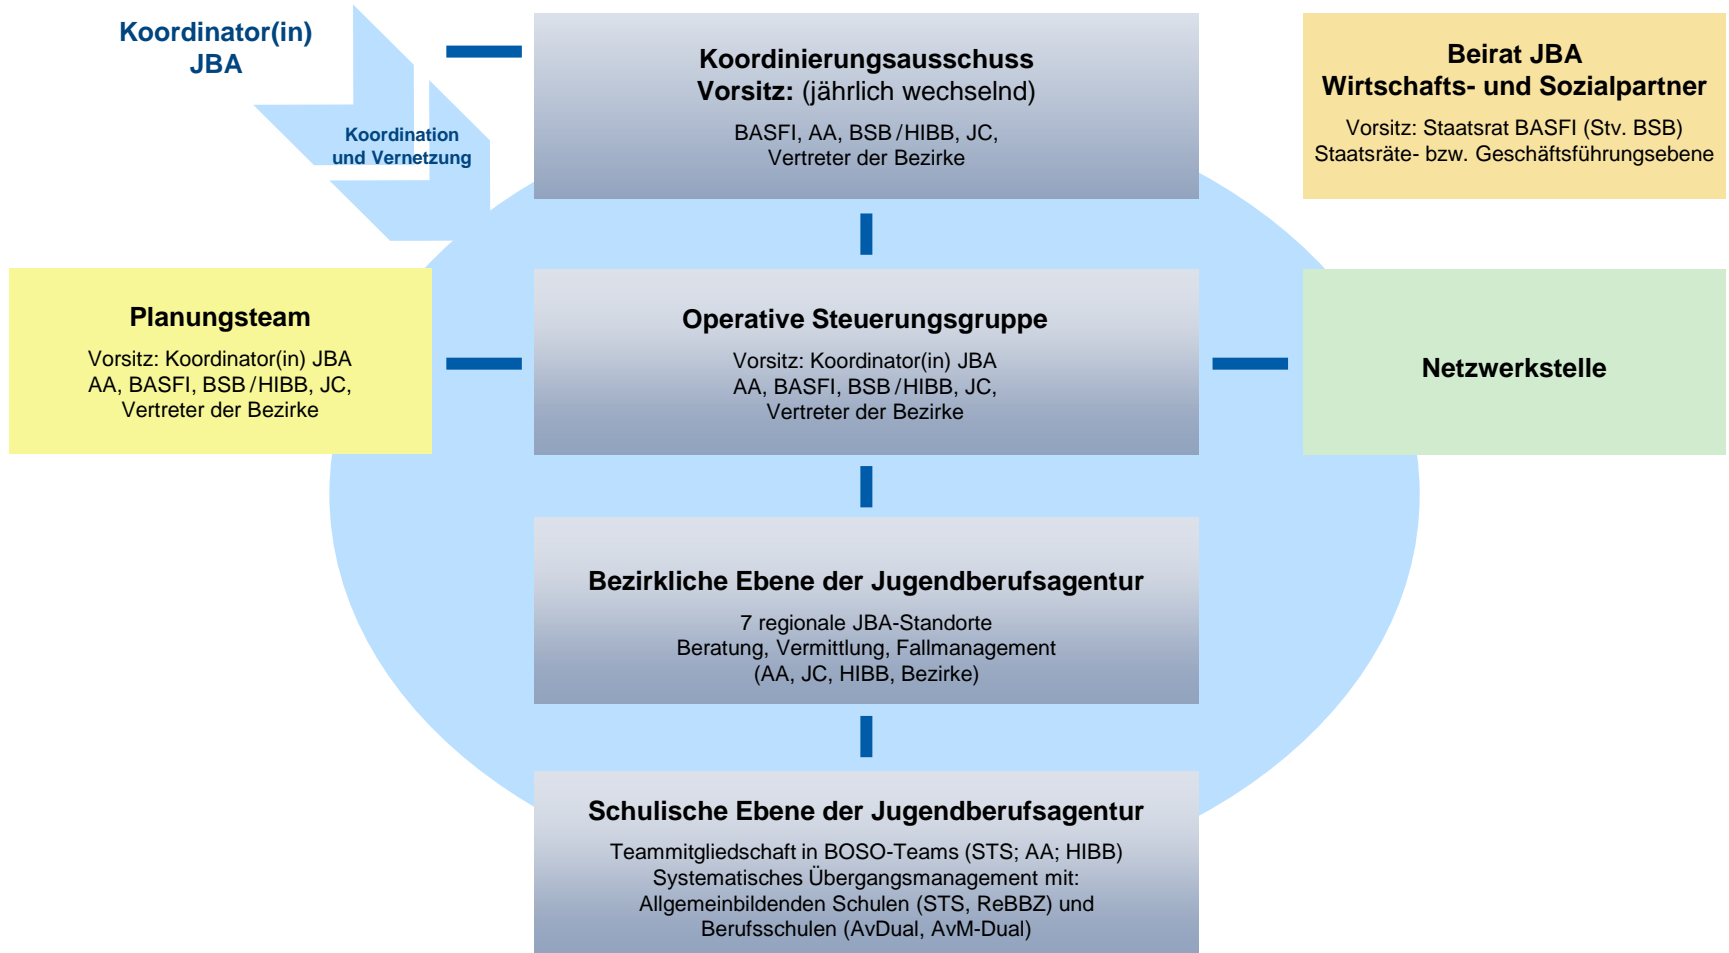 Koordinator(in)
JBA
Koordination
und Vernetzung
Koordinierungsausschuss
Vorsitz: (jährlich wechselnd)
BASFI, AA, BSB/HIBB, JC,
Vertreter der Bezirke
Beirat JBA
Wirtschafts- und Sozialpartner
Vorsitz: Staatsrat BASFI (Stv. BSB)
Staatsräte- bzw. Geschäftsführungsebene
Planungsteam
Vorsitz: Koordinator(in) JBA
AA, BASFI, BSB/HIBB, JC,
Vertreter der Bezirke
Operative Steuerungsgruppe
Vorsitz: Koordinator(in) JBA
AA, BASFI, BSB/HIBB, JC,
Vertreter der Bezirke
Netzwerkstelle
Bezirkliche Ebene der Jugendberufsagentur
7 regionale JBA-Standorte
Beratung, Vermittlung, Fallmanagement
(AA, JC, HIBB, Bezirke)
Schulische Ebene der Jugendberufsagentur
Teammitgliedschaft in BOSO-Teams (STS; AA; HIBB)
Systematisches Übergangsmanagement mit:
Allgemeinbildenden Schulen (STS, ReBBZ) und
Berufsschulen (AvDual, AvM-Dual)